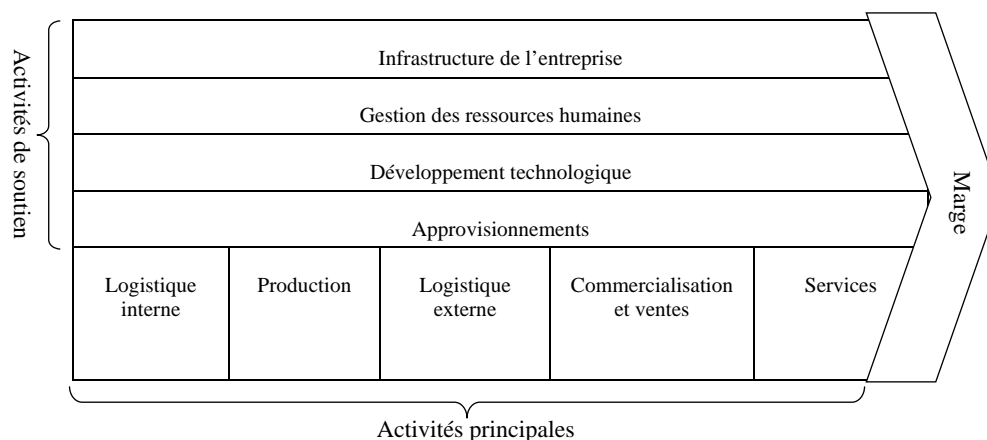 Activités de soutien
Infrastructure de l’entreprise
Gestion des ressources humaines
Développement technologique
Approvisionnements
Logistique
interne
Production
Logistique
externe
Commercialisation
et ventes
Services
Marge
Activités principales